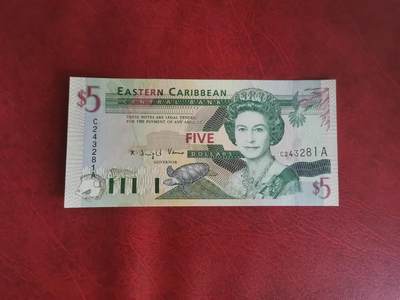 EASTERN CARIBBEAN
CENTRAL BANK
$5
THESE NOTES ARE LEGAL TENDER
FOR THE PAYMENT OF ANY AMOUNT
FIVE
DOLLARS
GOVERNOR
C243281A
C243281A
$5